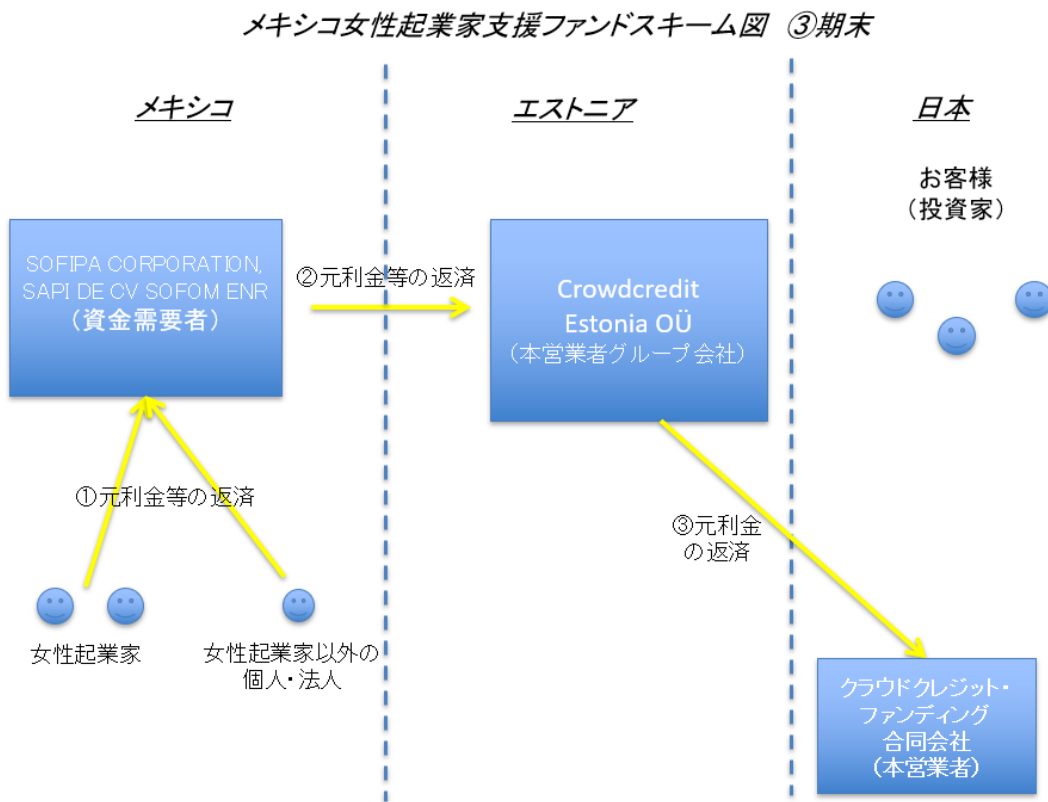 メキシコ女性起業家支援ファンドスキーム図 ③期末
メキシコ
エストニア
日本
お客様
（投資家）
SOFIPA CORPORATION,
SAPI DE CV SOFOM ENR
（資金需要者）
②元利金等の返済
Crowdcredit
Estonia OÜ
（本営業者グループ会社）
①元利金等の返済
③元利金
の返済
女性起業家
女性起業家以外の
個人・法人
クラウドクレジット・
ファンディング
合同会社
（本営業者）